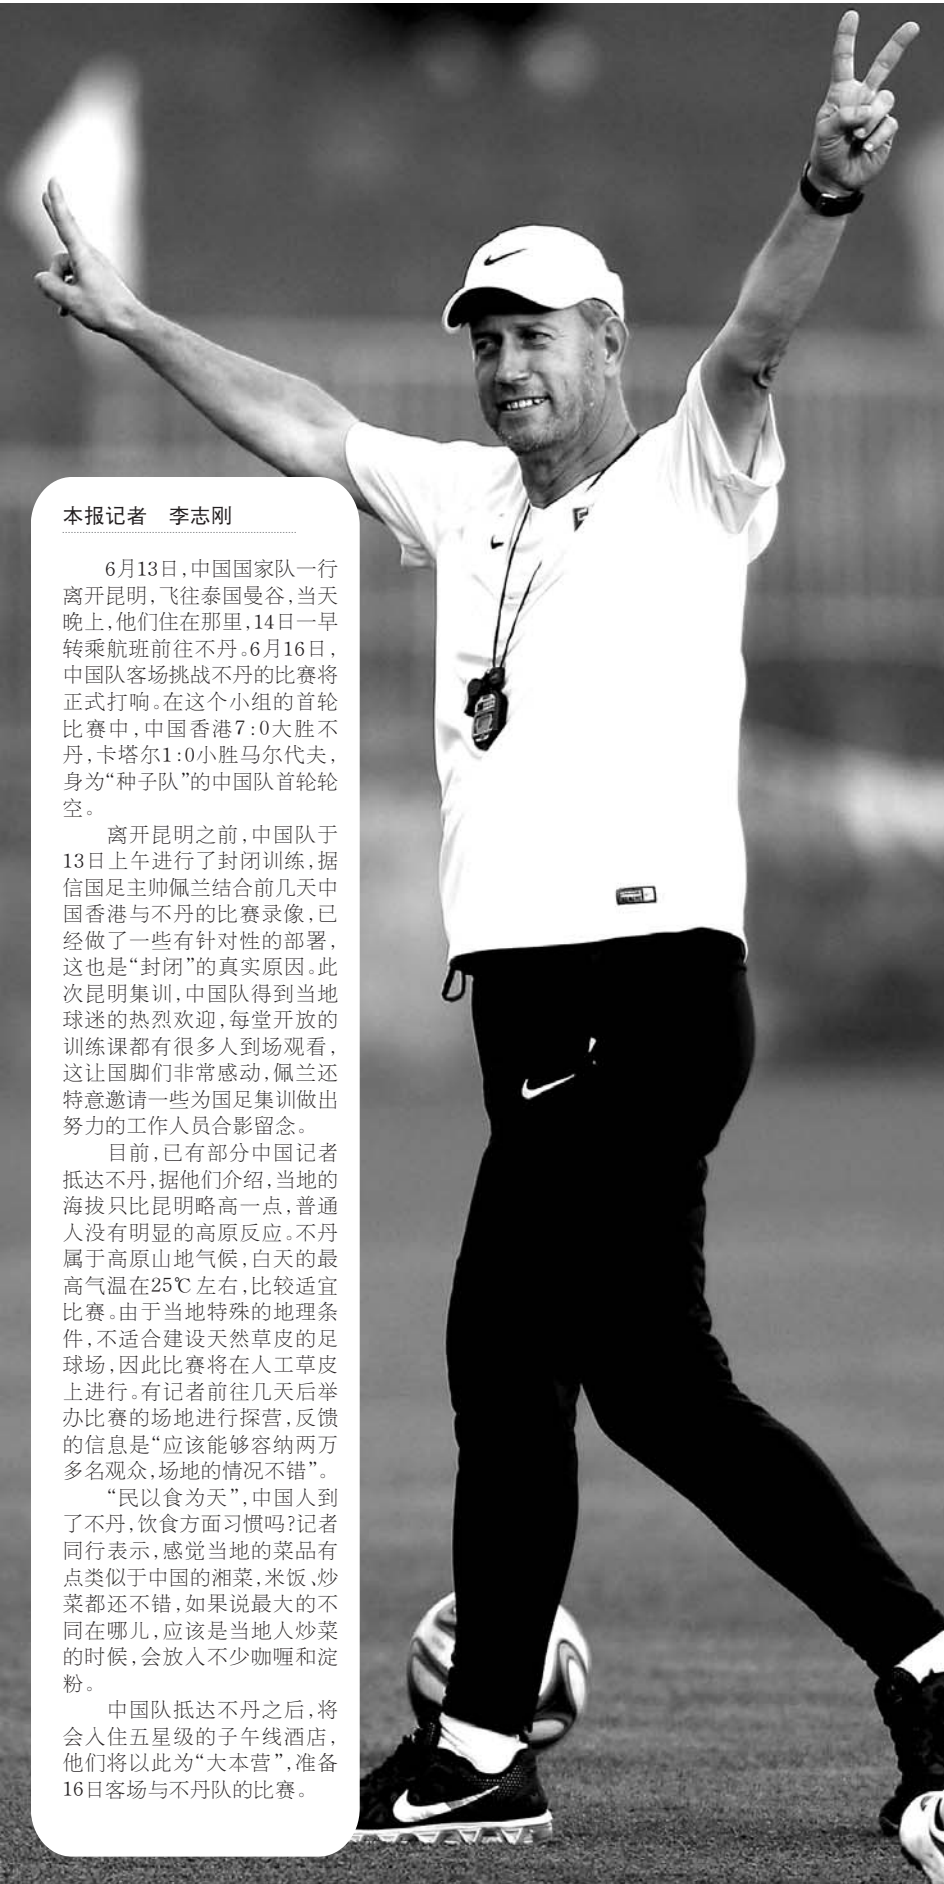 本报记者　李志刚
6月13日，中国国家队一行
离开昆明，飞往泰国曼谷，当天
晚上，他们住在那里，14日一早
转乘航班前往不丹。6月16日，
中国队客场挑战不丹的比赛将
正式打响。在这个小组的首轮
比赛中，中国香港7∶0大胜不
丹，卡塔尔1∶0小胜马尔代夫，
身为“种子队”的中国队首轮轮
空。
离开昆明之前，中国队于
13日上午进行了封闭训练，据
信国足主帅佩兰结合前几天中
国香港与不丹的比赛录像，已
经做了一些有针对性的部署，
这也是“封闭”的真实原因。此
次昆明集训，中国队得到当地
球迷的热烈欢迎，每堂开放的
训练课都有很多人到场观看，
这让国脚们非常感动，佩兰还
特意邀请一些为国足集训做出
努力的工作人员合影留念。
目前，已有部分中国记者
抵达不丹，据他们介绍，当地的
海拔只比昆明略高一点，普通
人没有明显的高原反应。不丹
属于高原山地气候，白天的最
高气温在25℃左右，比较适宜
比赛。由于当地特殊的地理条
件，不适合建设天然草皮的足
球场，因此比赛将在人工草皮
上进行。有记者前往几天后举
办比赛的场地进行探营，反馈
的信息是“应该能够容纳两万
多名观众，场地的情况不错”。
“民以食为天”，中国人到
了不丹，饮食方面习惯吗？记者
同行表示，感觉当地的菜品有
点类似于中国的湘菜，米饭、炒
菜都还不错，如果说最大的不
同在哪儿，应该是当地人炒菜
的时候，会放入不少咖喱和淀
粉。
中国队抵达不丹之后，将
会入住五星级的子午线酒店，
他们将以此为“大本营”，准备
16日客场与不丹队的比赛。